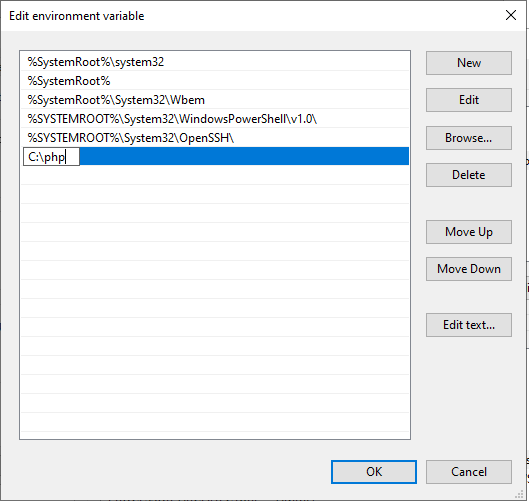 Edit environment variable
%SystemRoot%\system32
%SystemRoot%
%SystemRoot%\System32\Wbem
%SYSTEMROOT%\System32\WindowsPowerShell\v1.0\
%SYSTEMROOT%\System32\OpenSSH\
C:\php
New
Edit
Browse...
Delete
Move Up
Move Down
Edit text...
OK
Cancel